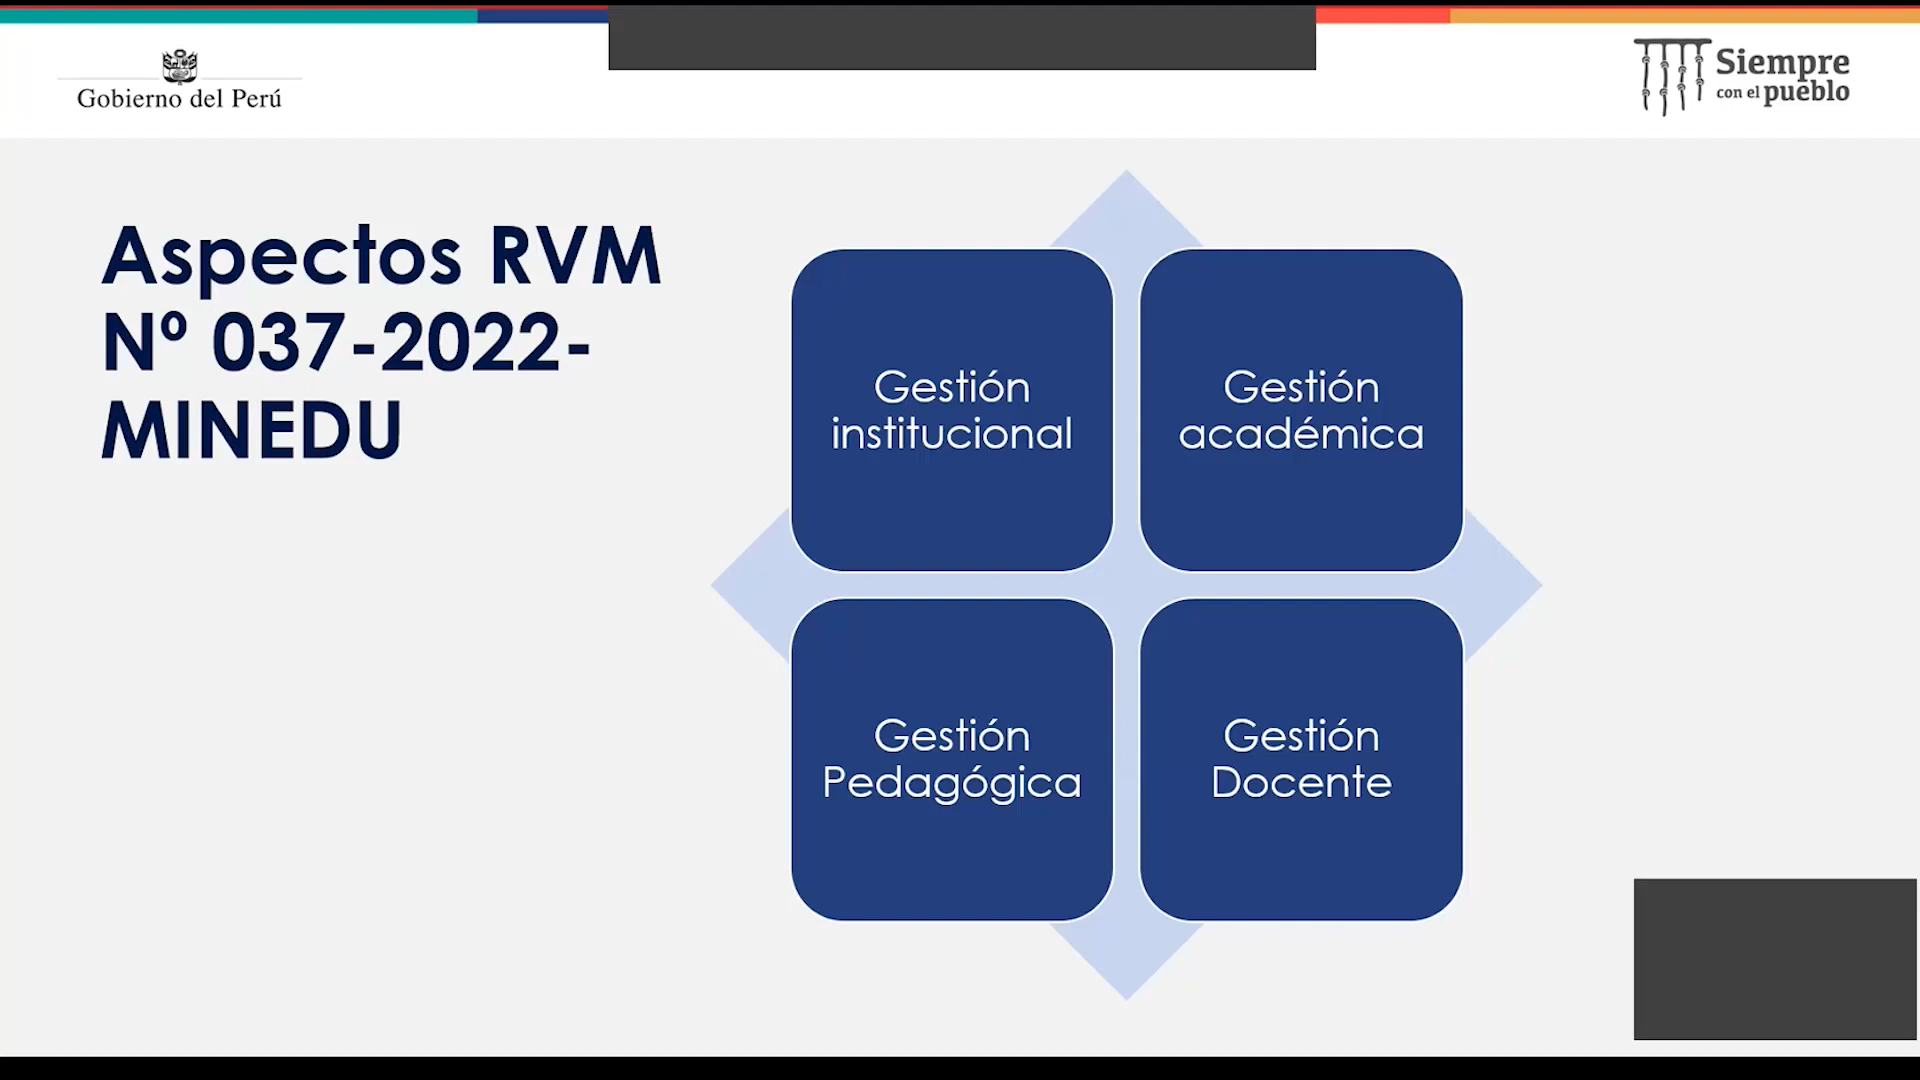 Gobierno del Perú
Siempre
con el pueblo
Aspectos RVM
Nº 037-2022-
MINEDU
Gestión
institucional
Gestión
académica
Gestión
Pedagógica
Gestión
Docente